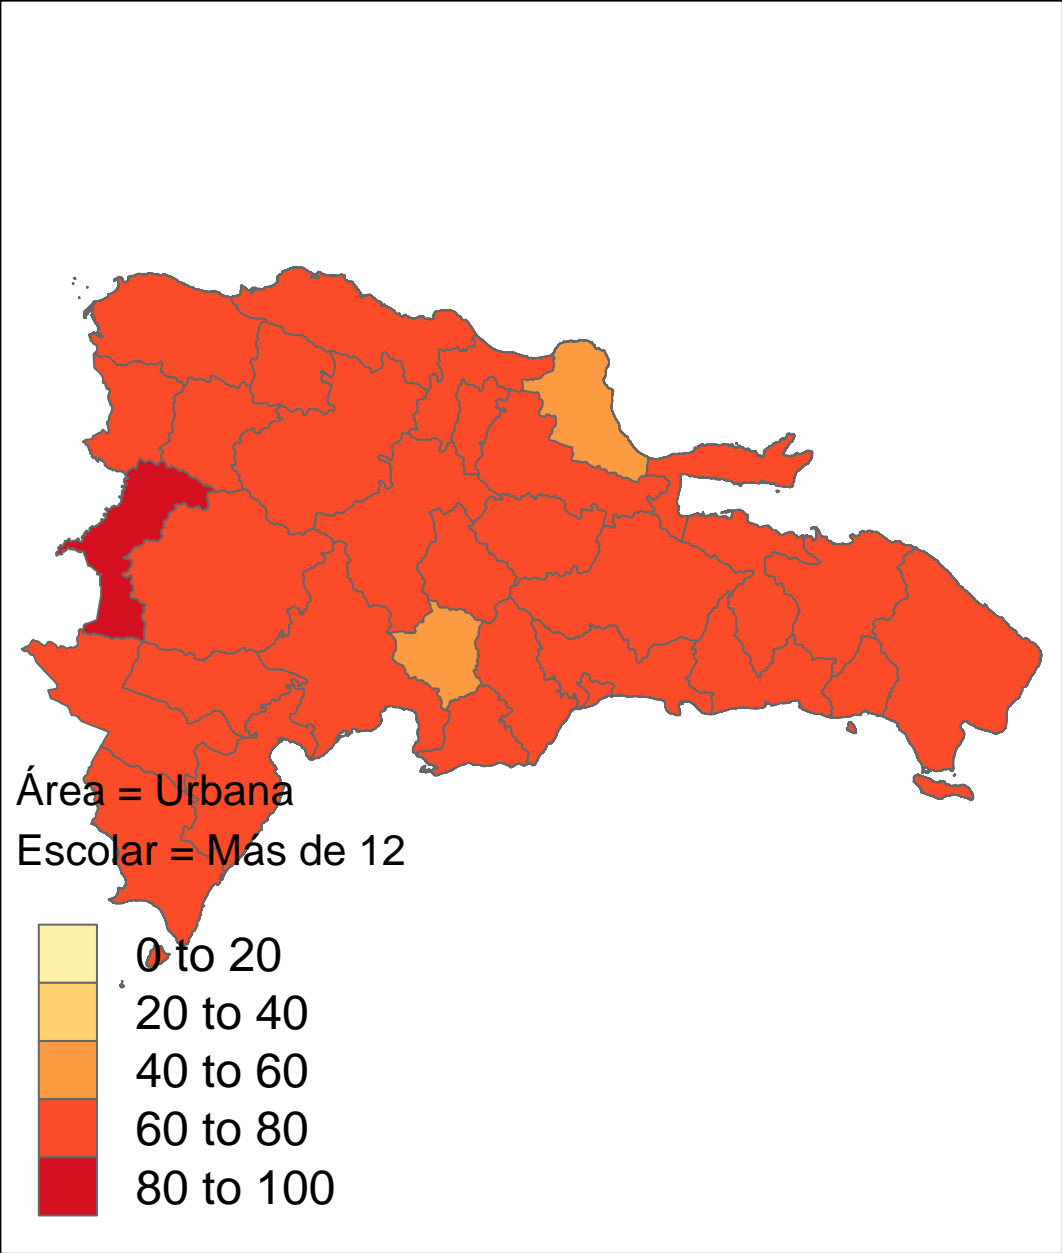 Área = Urbana
Escolar = Más de 12
0 to 20
20 to 40
40 to 60
60 to 80
80 to 100